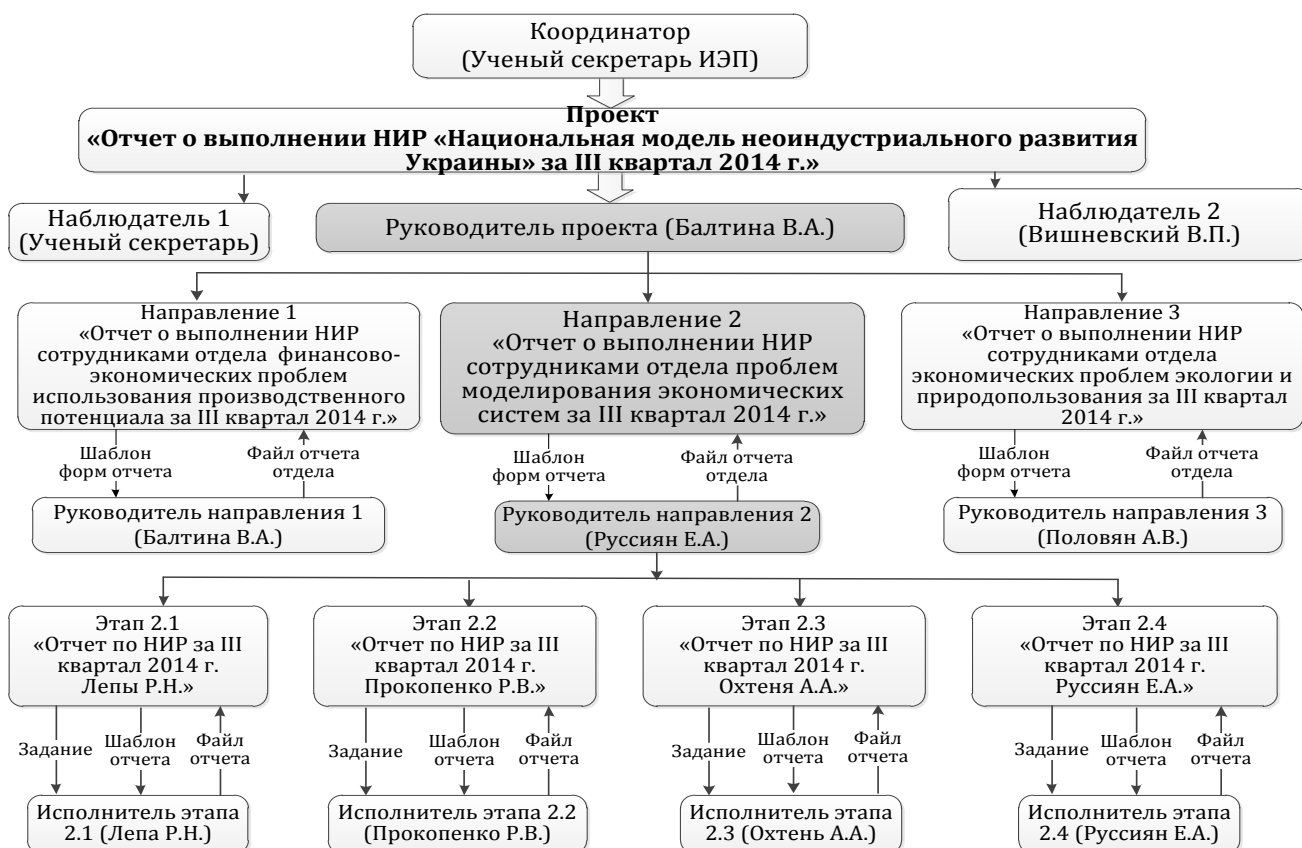 Координатор
(Ученый секретарь ИЭП)
Проект
«Отчет о выполнении НИР «Национальная модель неоиндустриального развития
Украины» за III квартал 2014 г.»
Наблюдатель 1
(Ученый секретарь)
Руководитель проекта (Балтина В.А.)
Наблюдатель 2
(Вишневский В.П.)
Направление 1
«Отчет о выполнении НИР
сотрудниками отдела финансово-
экономических проблем
использования производственного
потенциала за III квартал 2014 г.»
Направление 2
«Отчет о выполнении НИР
сотрудниками отдела проблем
моделирования экономических
систем за III квартал 2014 г.»
Направление 3
«Отчет о выполнении НИР
сотрудниками отдела
экономических проблем экологии и
природопользования за III квартал
2014 г.»
Шаблон
форм отчета
Файл отчета
отдела
Шаблон
форм отчета
Файл отчета
отдела
Шаблон
форм отчета
Файл отчета
отдела
Руководитель направления 1
(Балтина В.А.)
Руководитель направления 2
(Руссиян Е.А.)
Руководитель направления 3
(Половян А.В.)
Этап 2.1
«Отчет по НИР за III
квартал 2014 г.
Лепы Р.Н.»
Этап 2.2
«Отчет по НИР за III
квартал 2014 г.
Прокопенко Р.В.»
Этап 2.3
«Отчет по НИР за III
квартал 2014 г.
Охтеня А.А.»
Этап 2.4
«Отчет по НИР за III
квартал 2014 г.
Руссиян Е.А.»
Задание
Шаблон
отчета
Файл
отчета
Задание
Шаблон
отчета
Файл
отчета
Задание
Шаблон
отчета
Файл
отчета
Задание
Шаблон
отчета
Файл
отчета
Исполнитель этапа
2.1 (Лепа Р.Н.)
Исполнитель этапа 2.2
(Прокопенко Р.В.)
Исполнитель этапа
2.3 (Охтень А.А.)
Исполнитель этапа
2.4 (Руссиян Е.А.)